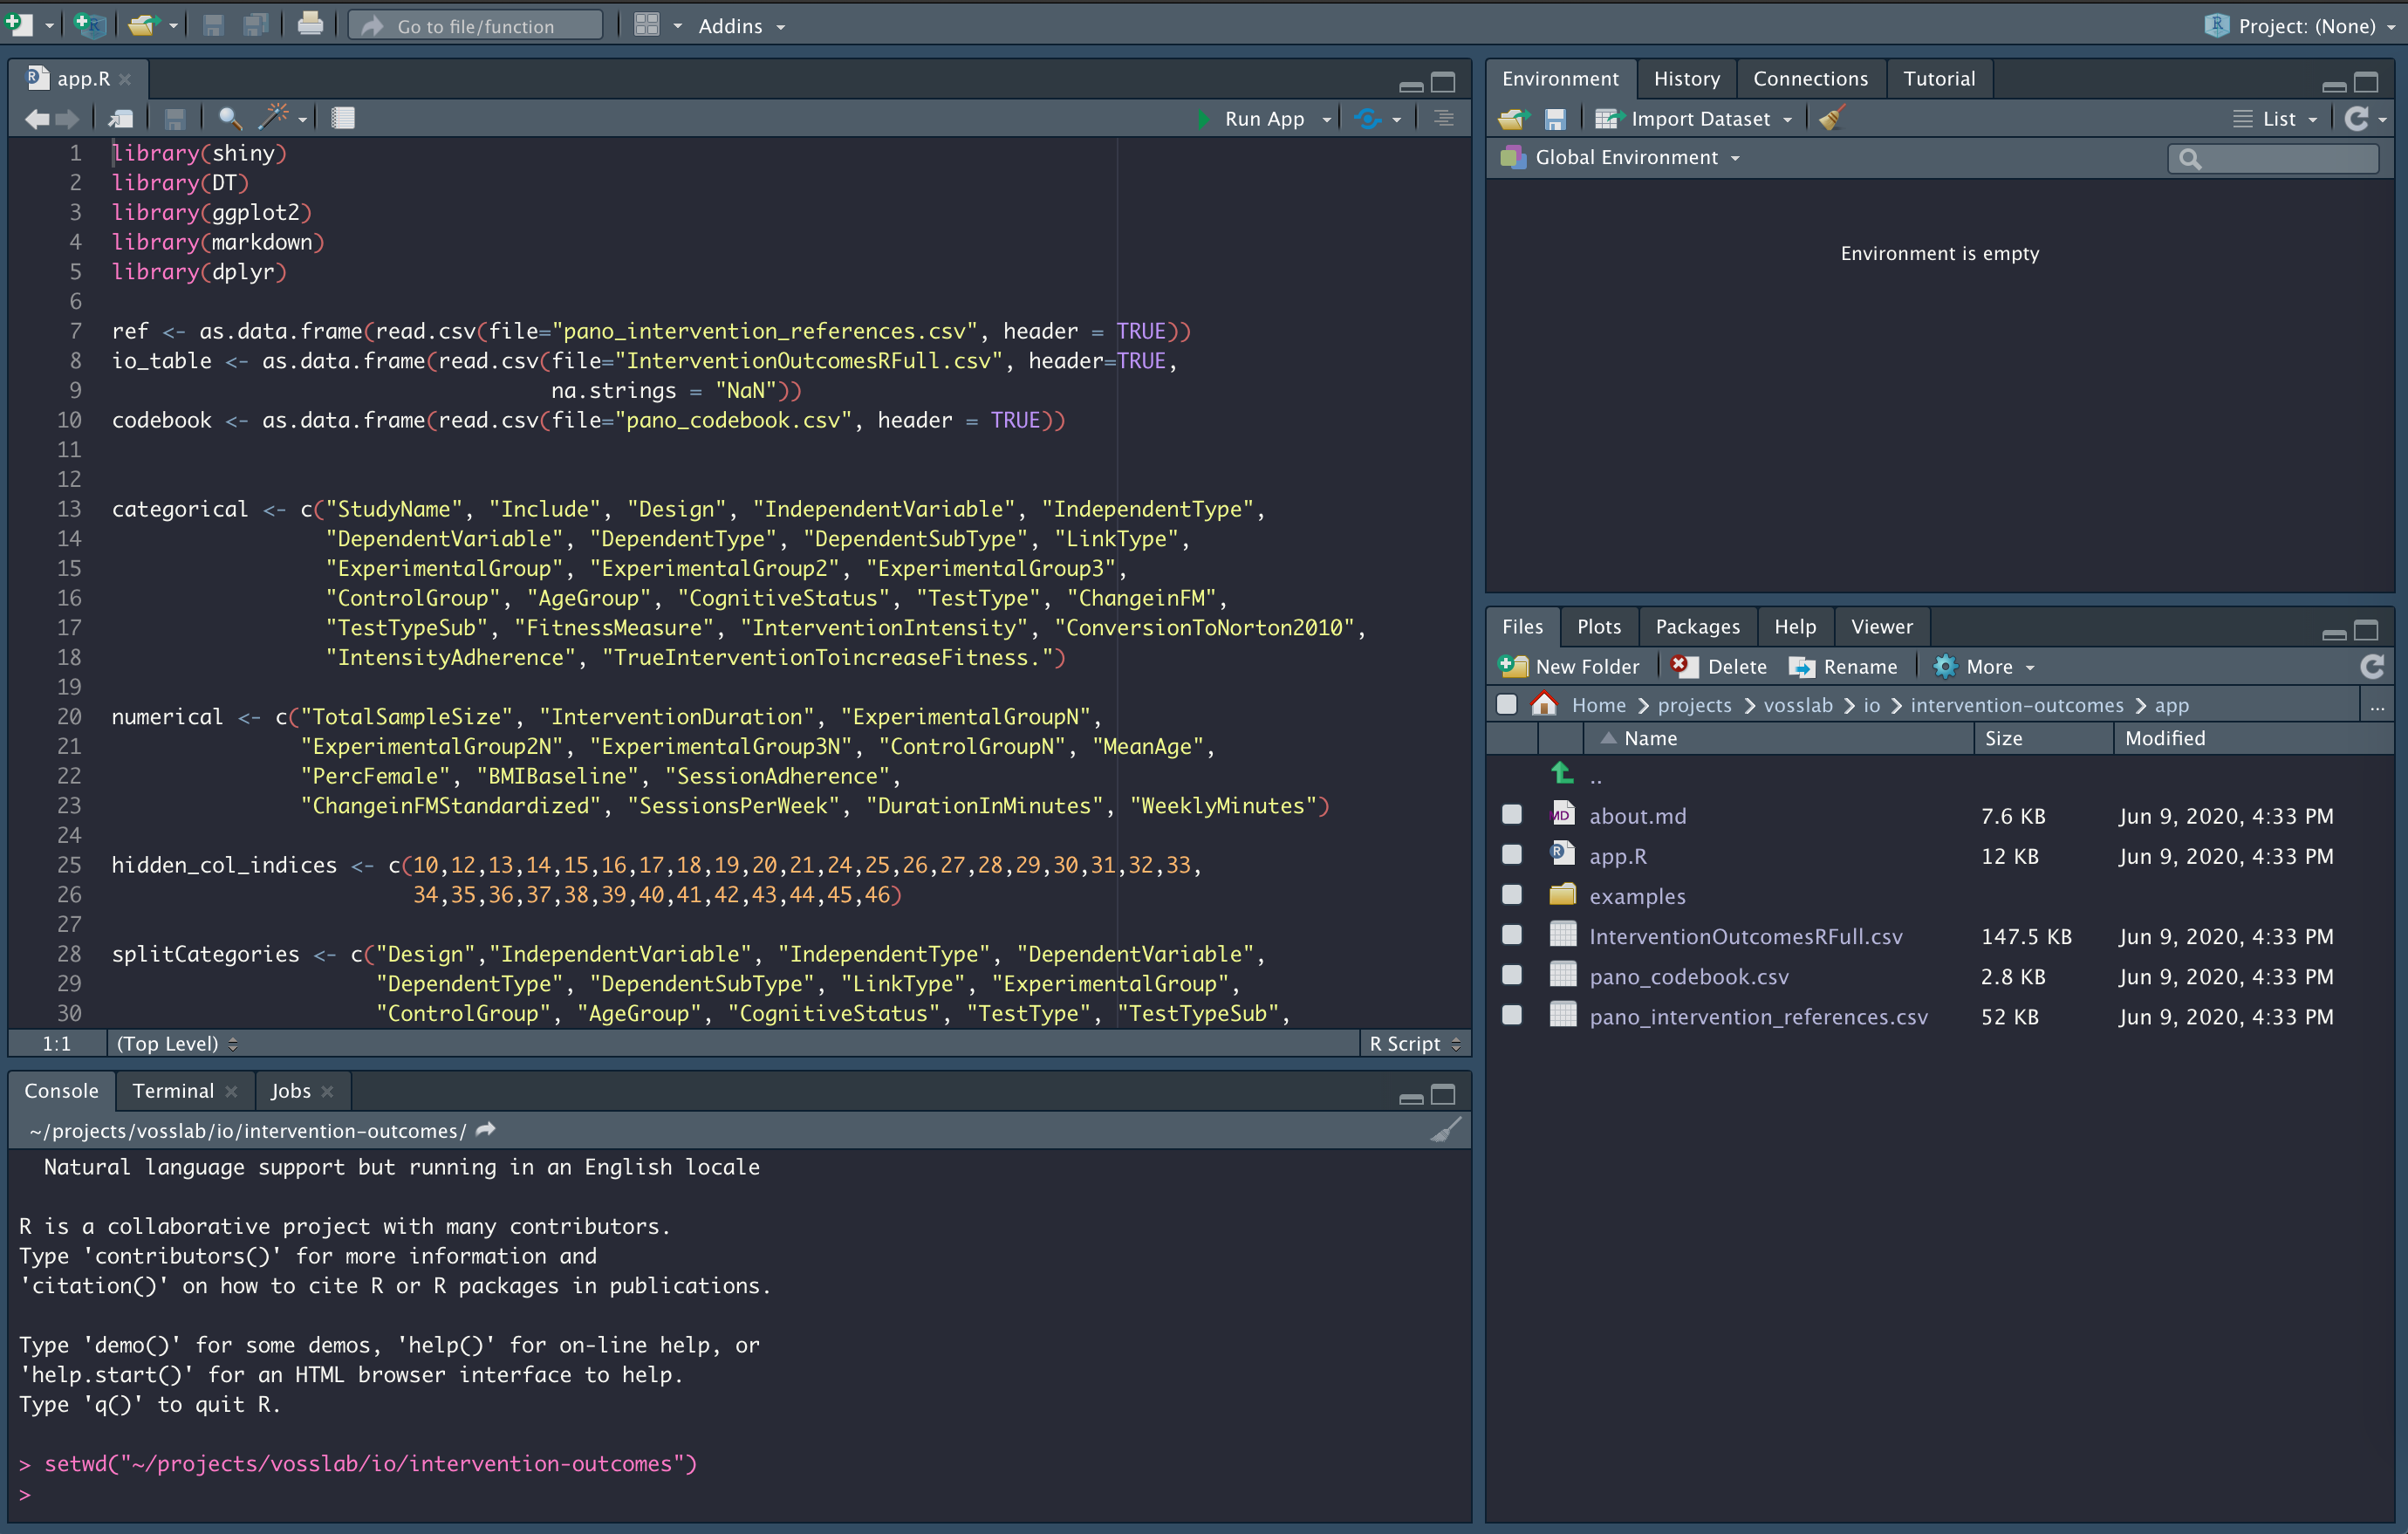 Go to file/function
Addins
Project: (None)
app.R
Run App
1 library(shiny)
2 library(DT)
3 library(ggplot2)
4 library(markdown)
5 library(dplyr)
6
7 ref <- as.data.frame(read.csv(file="pano_intervention_references.csv", header = TRUE))
8 io_table <- as.data.frame(read.csv(file="InterventionOutcomesRFull.csv", header=TRUE,
9 na.strings = "NaN"))
10 codebook <- as.data.frame(read.csv(file="pano_codebook.csv", header = TRUE))
11
12
13 categorical <- c("StudyName", "Include", "Design", "IndependentVariable", "IndependentType",
14 "DependentVariable", "DependentType", "DependentSubType", "LinkType",
15 "ExperimentalGroup", "ExperimentalGroup2", "ExperimentalGroup3",
16 "ControlGroup", "AgeGroup", "CognitiveStatus", "TestType", "ChangeinFM",
17 "TestTypeSub", "FitnessMeasure", "InterventionIntensity", "ConversionToNorton2010",
18 "IntensityAdherence", "TrueInterventionToincreaseFitness.")
19
20 numerical <- c("TotalSampleSize", "InterventionDuration", "ExperimentalGroupN",
21 "ExperimentalGroup2N", "ExperimentalGroup3N", "ControlGroupN", "MeanAge",
22 "PercFemale", "BMIBaseline", "SessionAdherence",
23 "ChangeinFMStandardized", "SessionsPerWeek", "DurationInMinutes", "WeeklyMinutes")
24
25 hidden_col_indices <- c(10,12,13,14,15,16,17,18,19,20,21,24,25,26,27,28,29,30,31,32,33,
26 34,35,36,37,38,39,40,41,42,43,44,45,46)
27
28 splitCategories <- c("Design","IndependentVariable", "IndependentType", "DependentVariable",
29 "DependentType", "DependentSubType", "LinkType", "ExperimentalGroup",
30 "ControlGroup", "AgeGroup", "CognitiveStatus", "TestType", "TestTypeSub",
1:1 (Top Level) R Script
Console Terminal Jobs
~/projects/vosslab/io/intervention-outcomes/
Natural language support but running in an English locale
R is a collaborative project with many contributors.
Type 'contributors()' for more information and
'citation()' on how to cite R or R packages in publications.
Type 'demo()' for some demos, 'help()' for on-line help, or
'help.start()' for an HTML browser interface to help.
Type 'q()' to quit R.
> setwd("~/projects/vosslab/io/intervention-outcomes")
>
Environment History Connections Tutorial
Import Dataset List
Global Environment
Environment is empty
Files Plots Packages Help Viewer
New Folder Delete Rename More
Home projects vosslab io intervention-outcomes app ...
Name Size Modified
..
MD about.md 7.6 KB Jun 9, 2020, 4:33 PM
app.R 12 KB Jun 9, 2020, 4:33 PM
examples
InterventionOutcomesRFull.csv 147.5 KB Jun 9, 2020, 4:33 PM
pano_codebook.csv 2.8 KB Jun 9, 2020, 4:33 PM
pano_intervention_references.csv 52 KB Jun 9, 2020, 4:33 PM